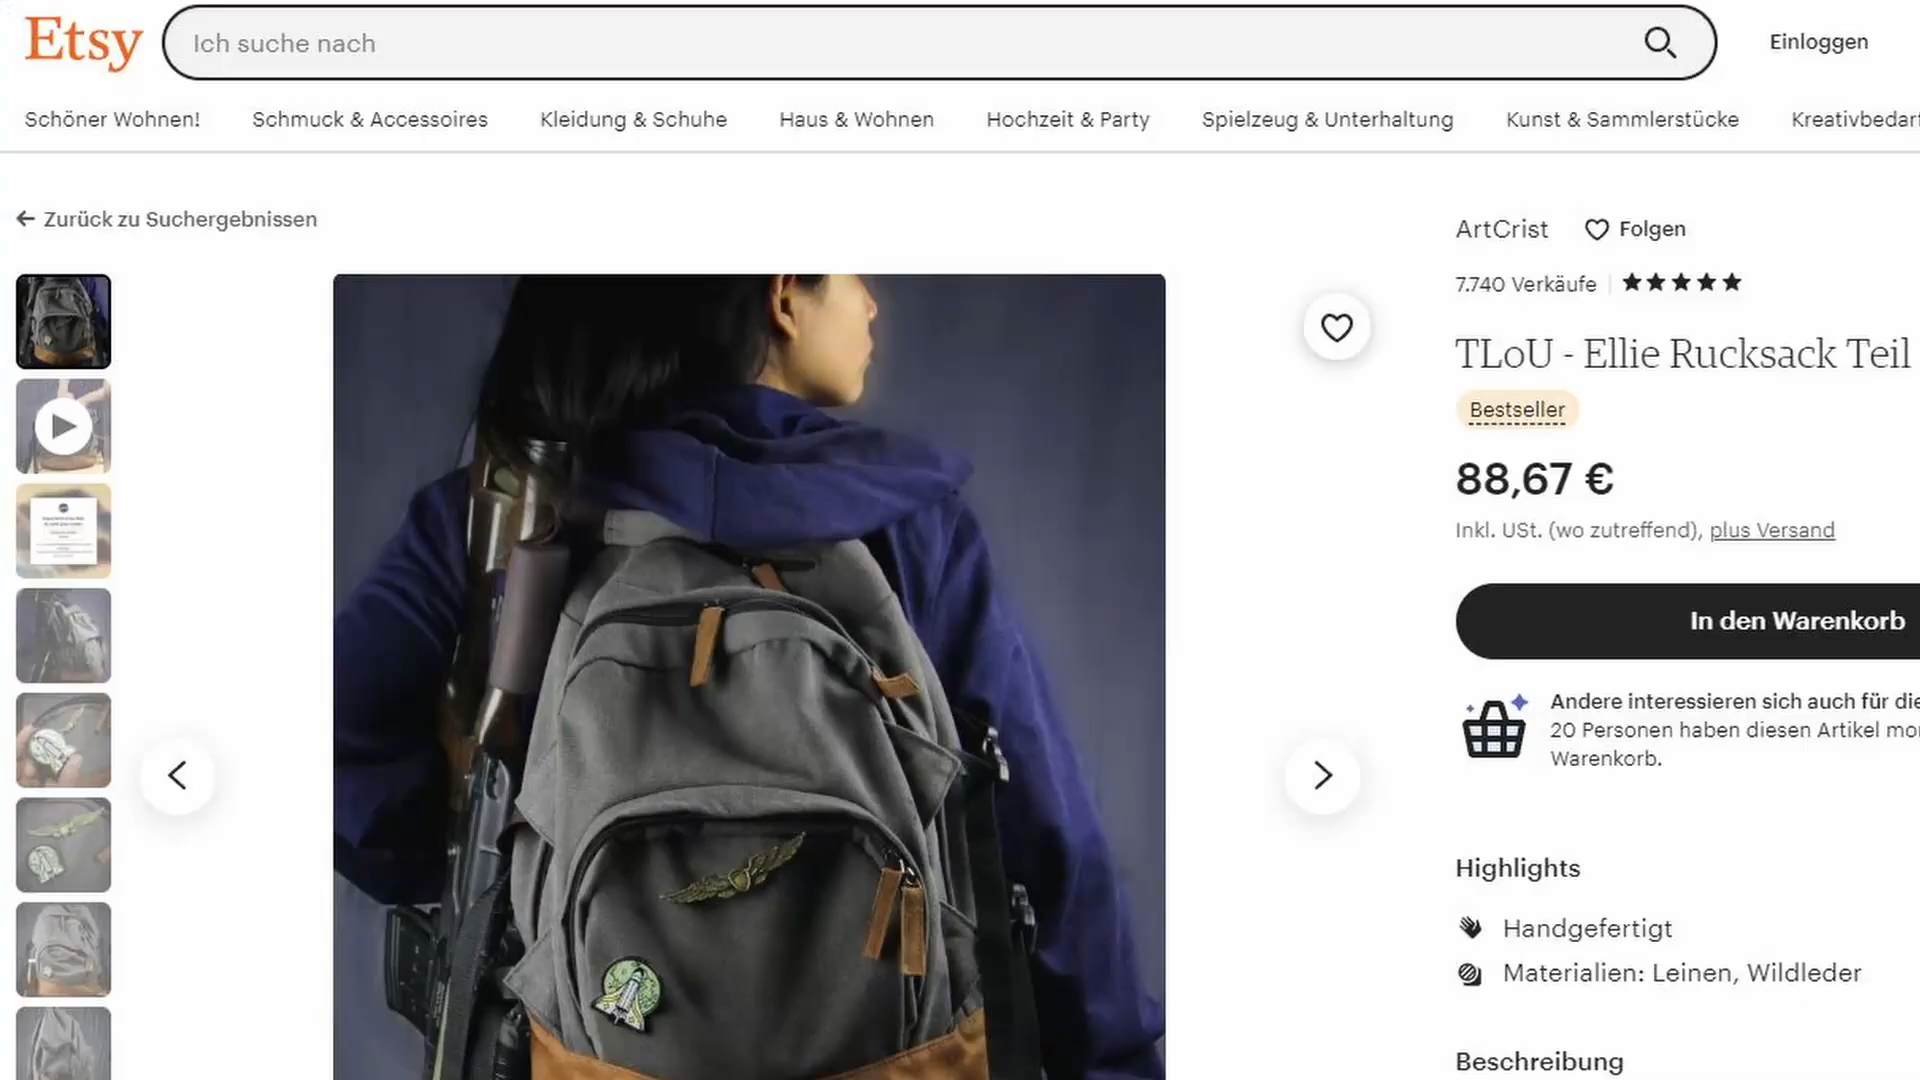 Etsy
Ich suche nach
Einloggen
Schöner Wohnen!
Schmuck & Accessoires
Kleidung & Schuhe
Haus & Wohnen
Hochzeit & Party
Spielzeug & Unterhaltung
Kunst & Sammlerstücke
Kreativbedarf
Zurück zu Suchergebnissen
ArtCrist
Folgen
7.740 Verkäufe
TLoU - Ellie Rucksack Teil
Bestseller
88,67 €
Inkl. USt. (wo zutreffend), plus Versand
In den Warenkorb
Andere interessieren sich auch für die
20 Personen haben diesen Artikel mo
Warenkorb.
Highlights
Handgefertigt
Materialien: Leinen, Wildleder
Beschreibung